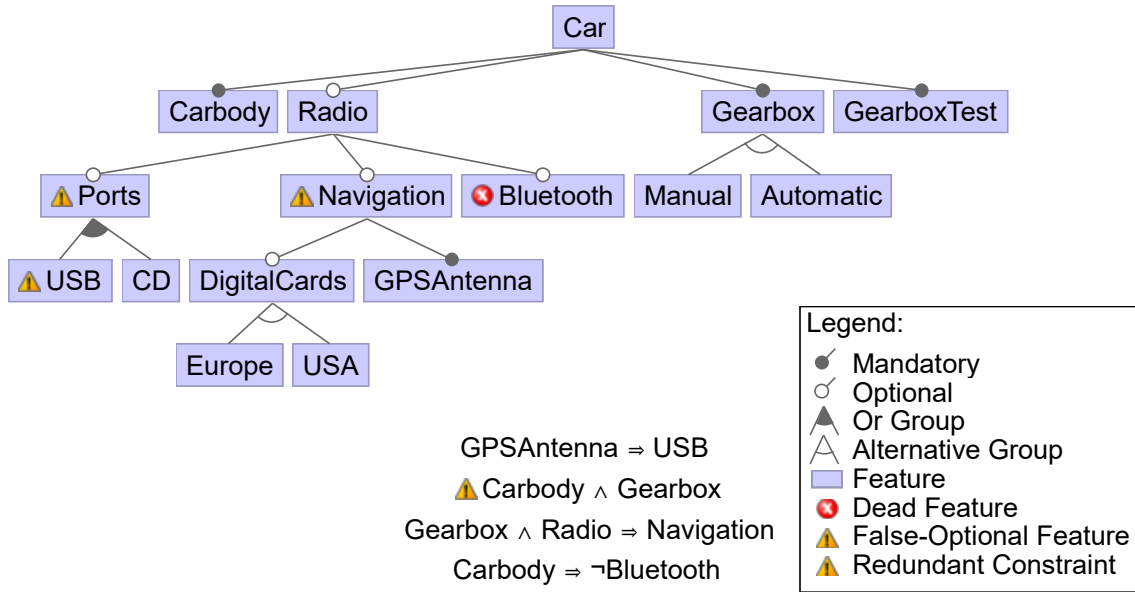 Car
Carbody Radio Gearbox GearboxTest
Ports Navigation Bluetooth Manual Automatic
USB CD DigitalCards GPSAntenna
Europe USA
Legend:
Mandatory
Optional
Or Group
Alternative Group
Feature
Dead Feature
False-Optional Feature
Redundant Constraint
GPSAntenna ⇒ USB
Carbody ∧ Gearbox
Gearbox ∧ Radio ⇒ Navigation
Carbody ⇒ ¬Bluetooth